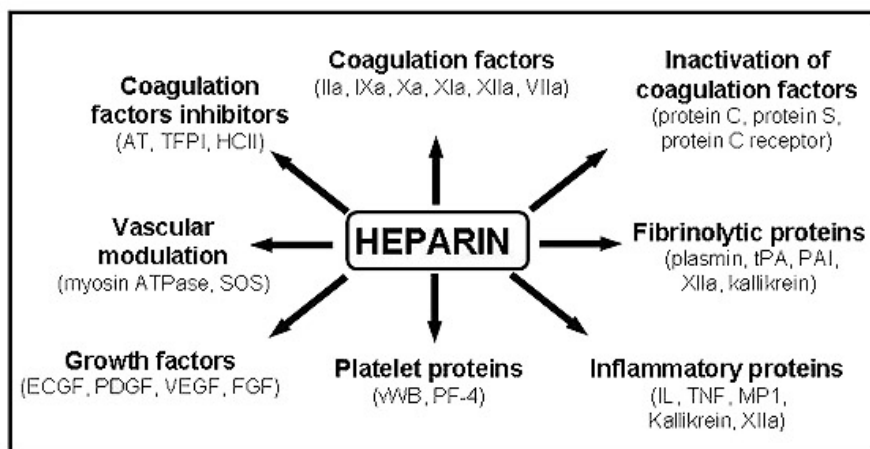 Coagulation factors
(IIa, IXa, Xa, XIa, XIIa, VIIa)
Inactivation of
coagulation factors
(protein C, protein S,
protein C receptor)
Coagulation
factors inhibitors
(AT, TFPI, HCII)
HEPARIN
Vascular
modulation
(myosin ATPase, SOS)
Fibrinolytic proteins
(plasmin, tPA, PAI,
XIIa, kallikrein)
Growth factors
(ECGF, PDGF, VEGF, FGF)
Platelet proteins
(vWB, PF-4)
Inflammatory proteins
(IL, TNF, MP1,
Kallikrein, XIIa)